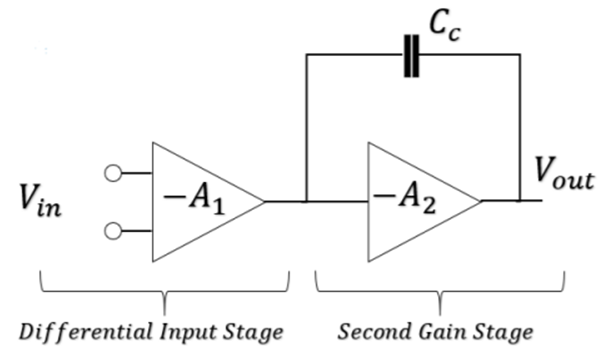 C_c
V_in
−A_1
−A_2
V_out
Differential Input Stage
Second Gain Stage